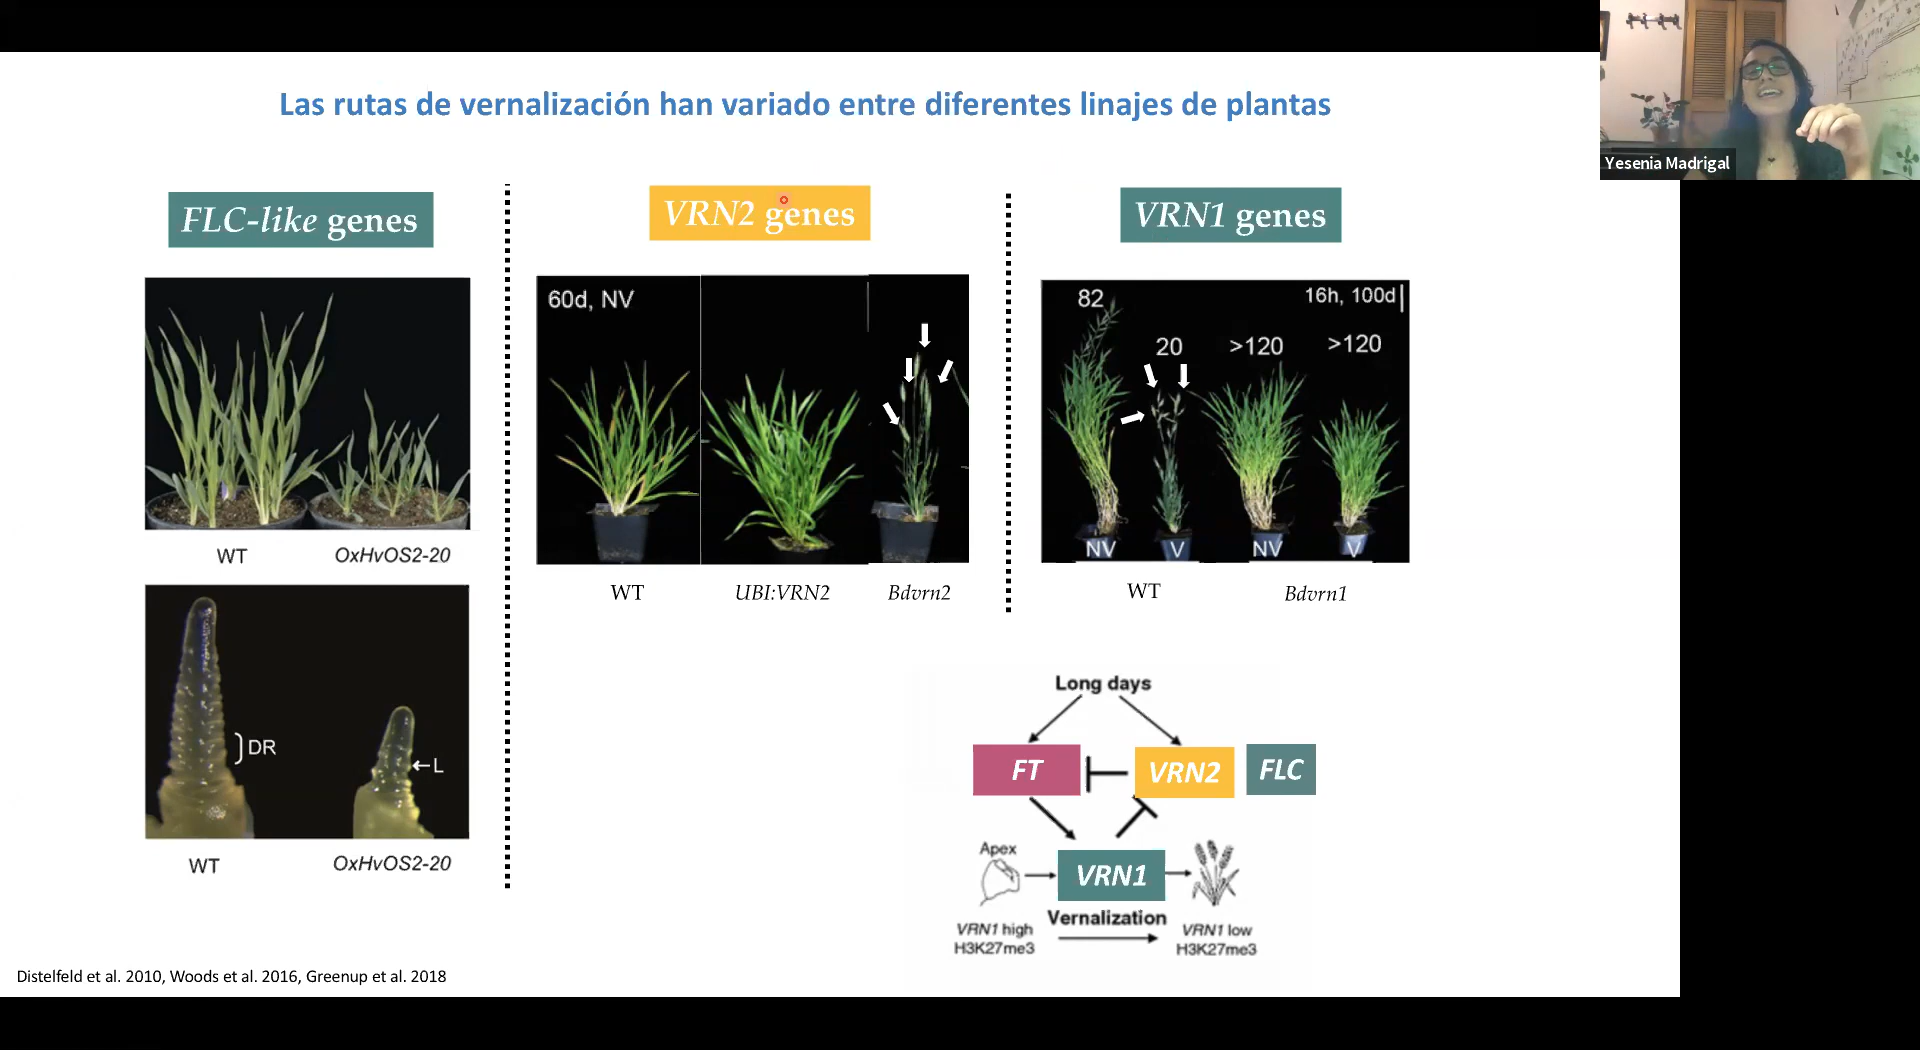 Las rutas de vernalización han variado entre diferentes linajes de plantas
Yesenia Madrigal
FLC-like genes
WT
OxHvOS2-20
DR
L
WT
OxHvOS2-20
VRN2 genes
60d, NV
WT
UBI:VRN2
Bdvrn2
VRN1 genes
82
16h, 100d
20
>120
>120
NV
V
NV
V
WT
Bdvrn1
Long days
FT
VRN2
FLC
Apex
VRN1
Vernalization
VRN1 high
H3K27me3
VRN1 low
H3K27me3
Distelfeld et al. 2010, Woods et al. 2016, Greenup et al. 2018